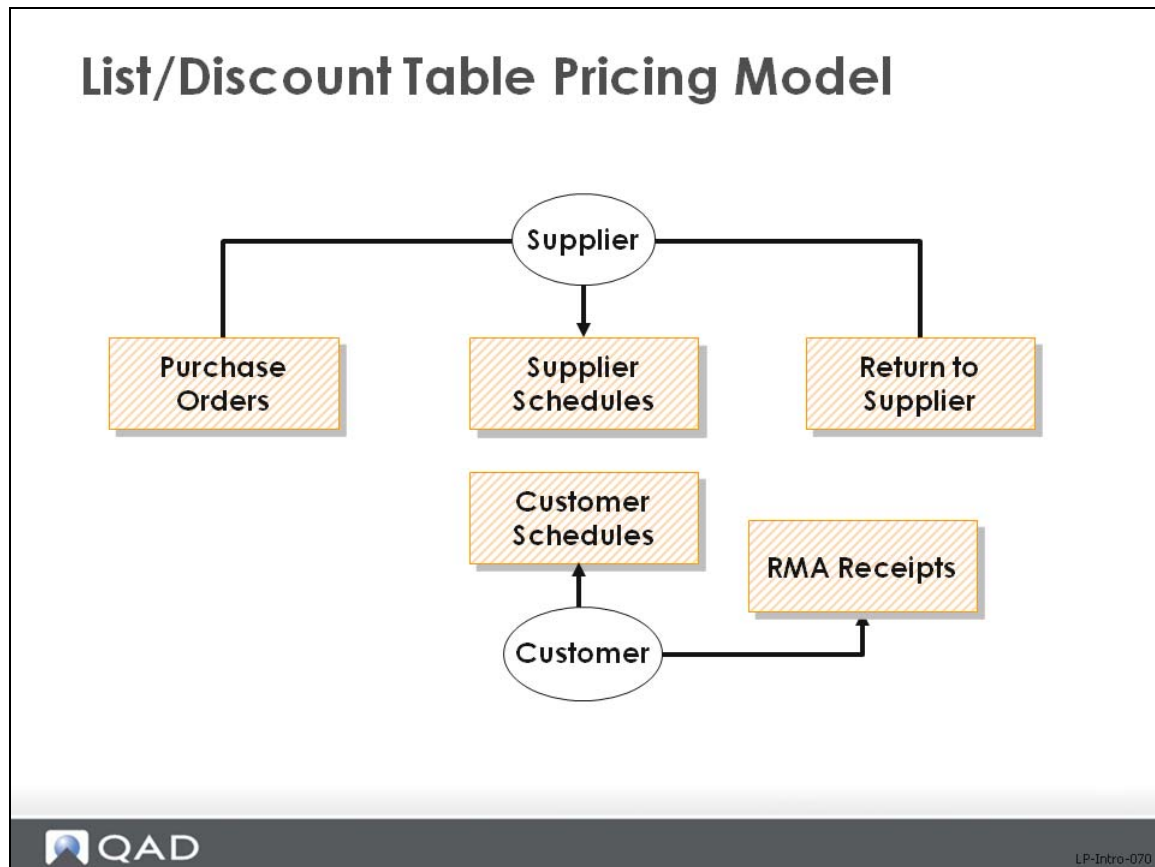 List/Discount Table Pricing Model
Supplier
Purchase
Orders
Supplier
Schedules
Return to
Supplier
Customer
Schedules
RMA Receipts
Customer
QAD
LP-Intro-070